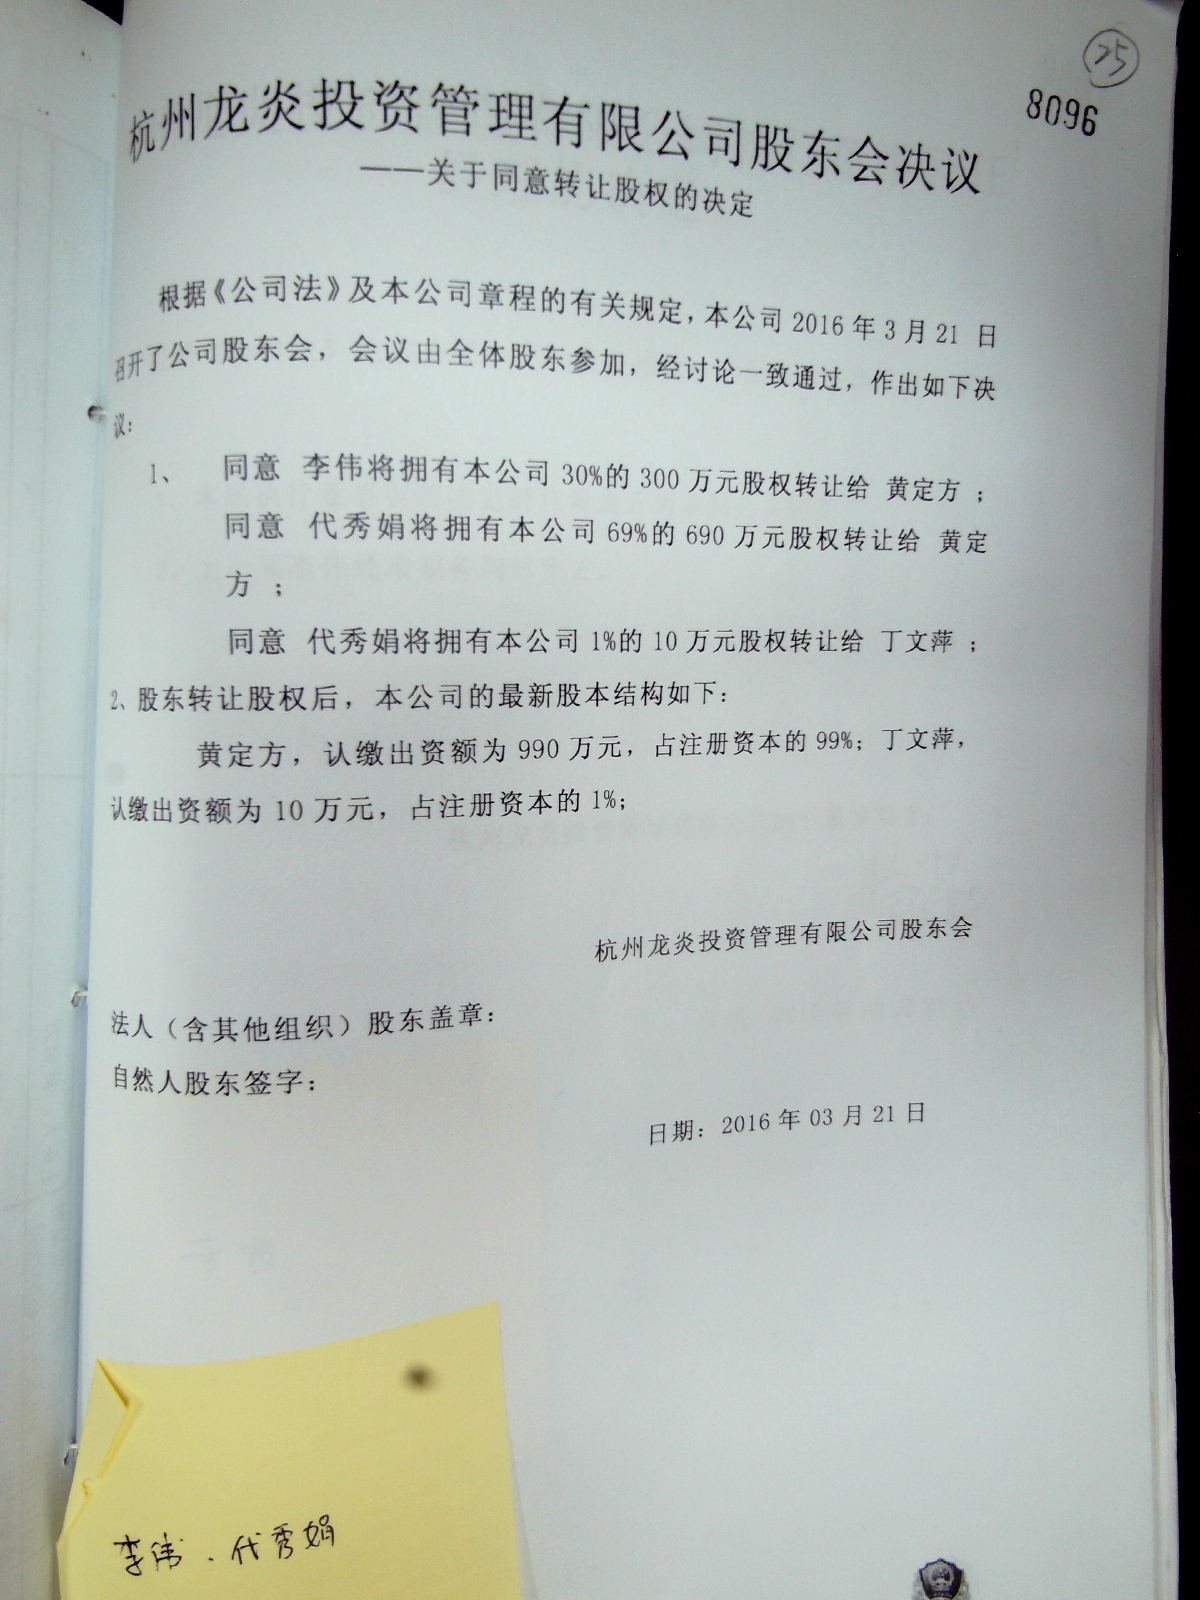 25
8096
杭州龙炎投资管理有限公司股东会决议
——关于同意转让股权的决定
根据《公司法》及本公司章程的有关规定,本公司 2016 年 3 月 21 日
召开了公司股东会，会议由全体股东参加，经讨论一致通过，作出如下决
议：
1、 同意 李伟将拥有本公司 30%的 300 万元股权转让给 黄定方 ；
同意 代秀娟将拥有本公司 69%的 690 万元股权转让给 黄定
方 ；
同意 代秀娟将拥有本公司 1%的 10 万元股权转让给 丁文萍 ；
2、股东转让股权后，本公司的最新股本结构如下：
黄定方，认缴出资额为 990 万元，占注册资本的 99%；丁文萍，
认缴出资额为 10 万元，占注册资本的 1%；
杭州龙炎投资管理有限公司股东会
法人（含其他组织）股东盖章：
自然人股东签字：
日期：2016 年 03 月 21 日
李伟．代秀娟